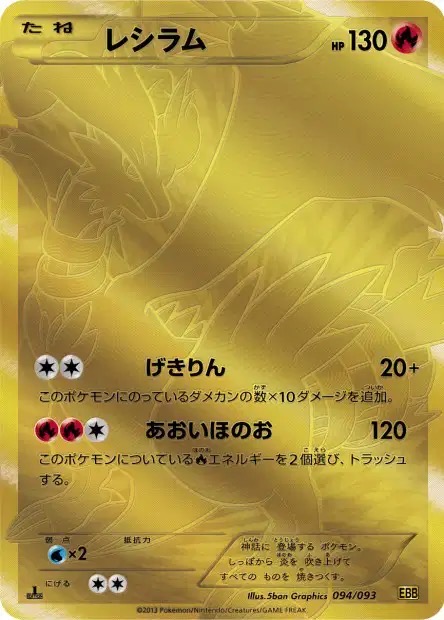 たね レシラム HP130
げきりん 20+
このポケモンにのっているダメカンの数×10ダメージを追加。
あおいほのお 120
このポケモンについているエネルギーを2個選び、トラッシュ
する。
弱点 抵抗力
×2
にげる
神話に 登場する ポケモン。
しっぽから 炎を 吹き上げて
すべての ものを 焼きつくす。
Illus. 5ban Graphics 094/093 EBB
©2013 Pokémon/Nintendo/Creatures/GAME FREAK